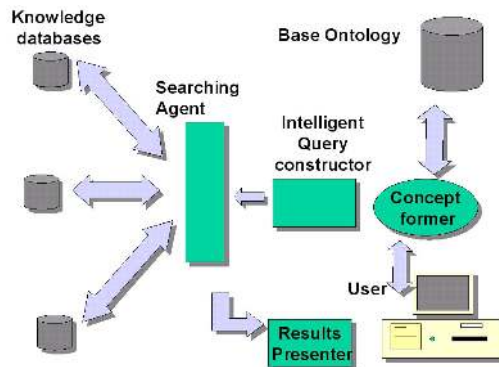 Knowledge
databases
Base Ontology
Searching
Agent
Intelligent
Query
constructor
Concept
former
User
Results
Presenter